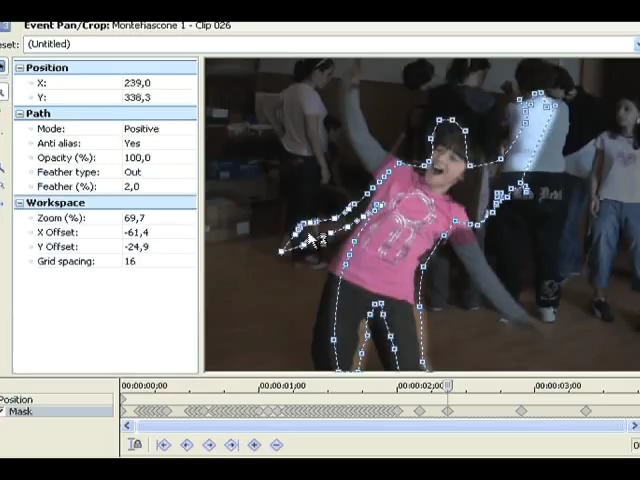 Event Pan/Crop: Montefiascone 1 - Clip 026
eset: (Untitled)
Position
X: 239,0
Y: 338,3
Path
Mode: Positive
Anti alias: Yes
Opacity (%): 100,0
Feather type: Out
Feather (%): 2,0
Workspace
Zoom (%): 69,7
X Offset: -61,4
Y Offset: -24,9
Grid spacing: 16
00:00:00;00 00:00:01;00 00:00:02;00 00:00:03;00
Position
Mask